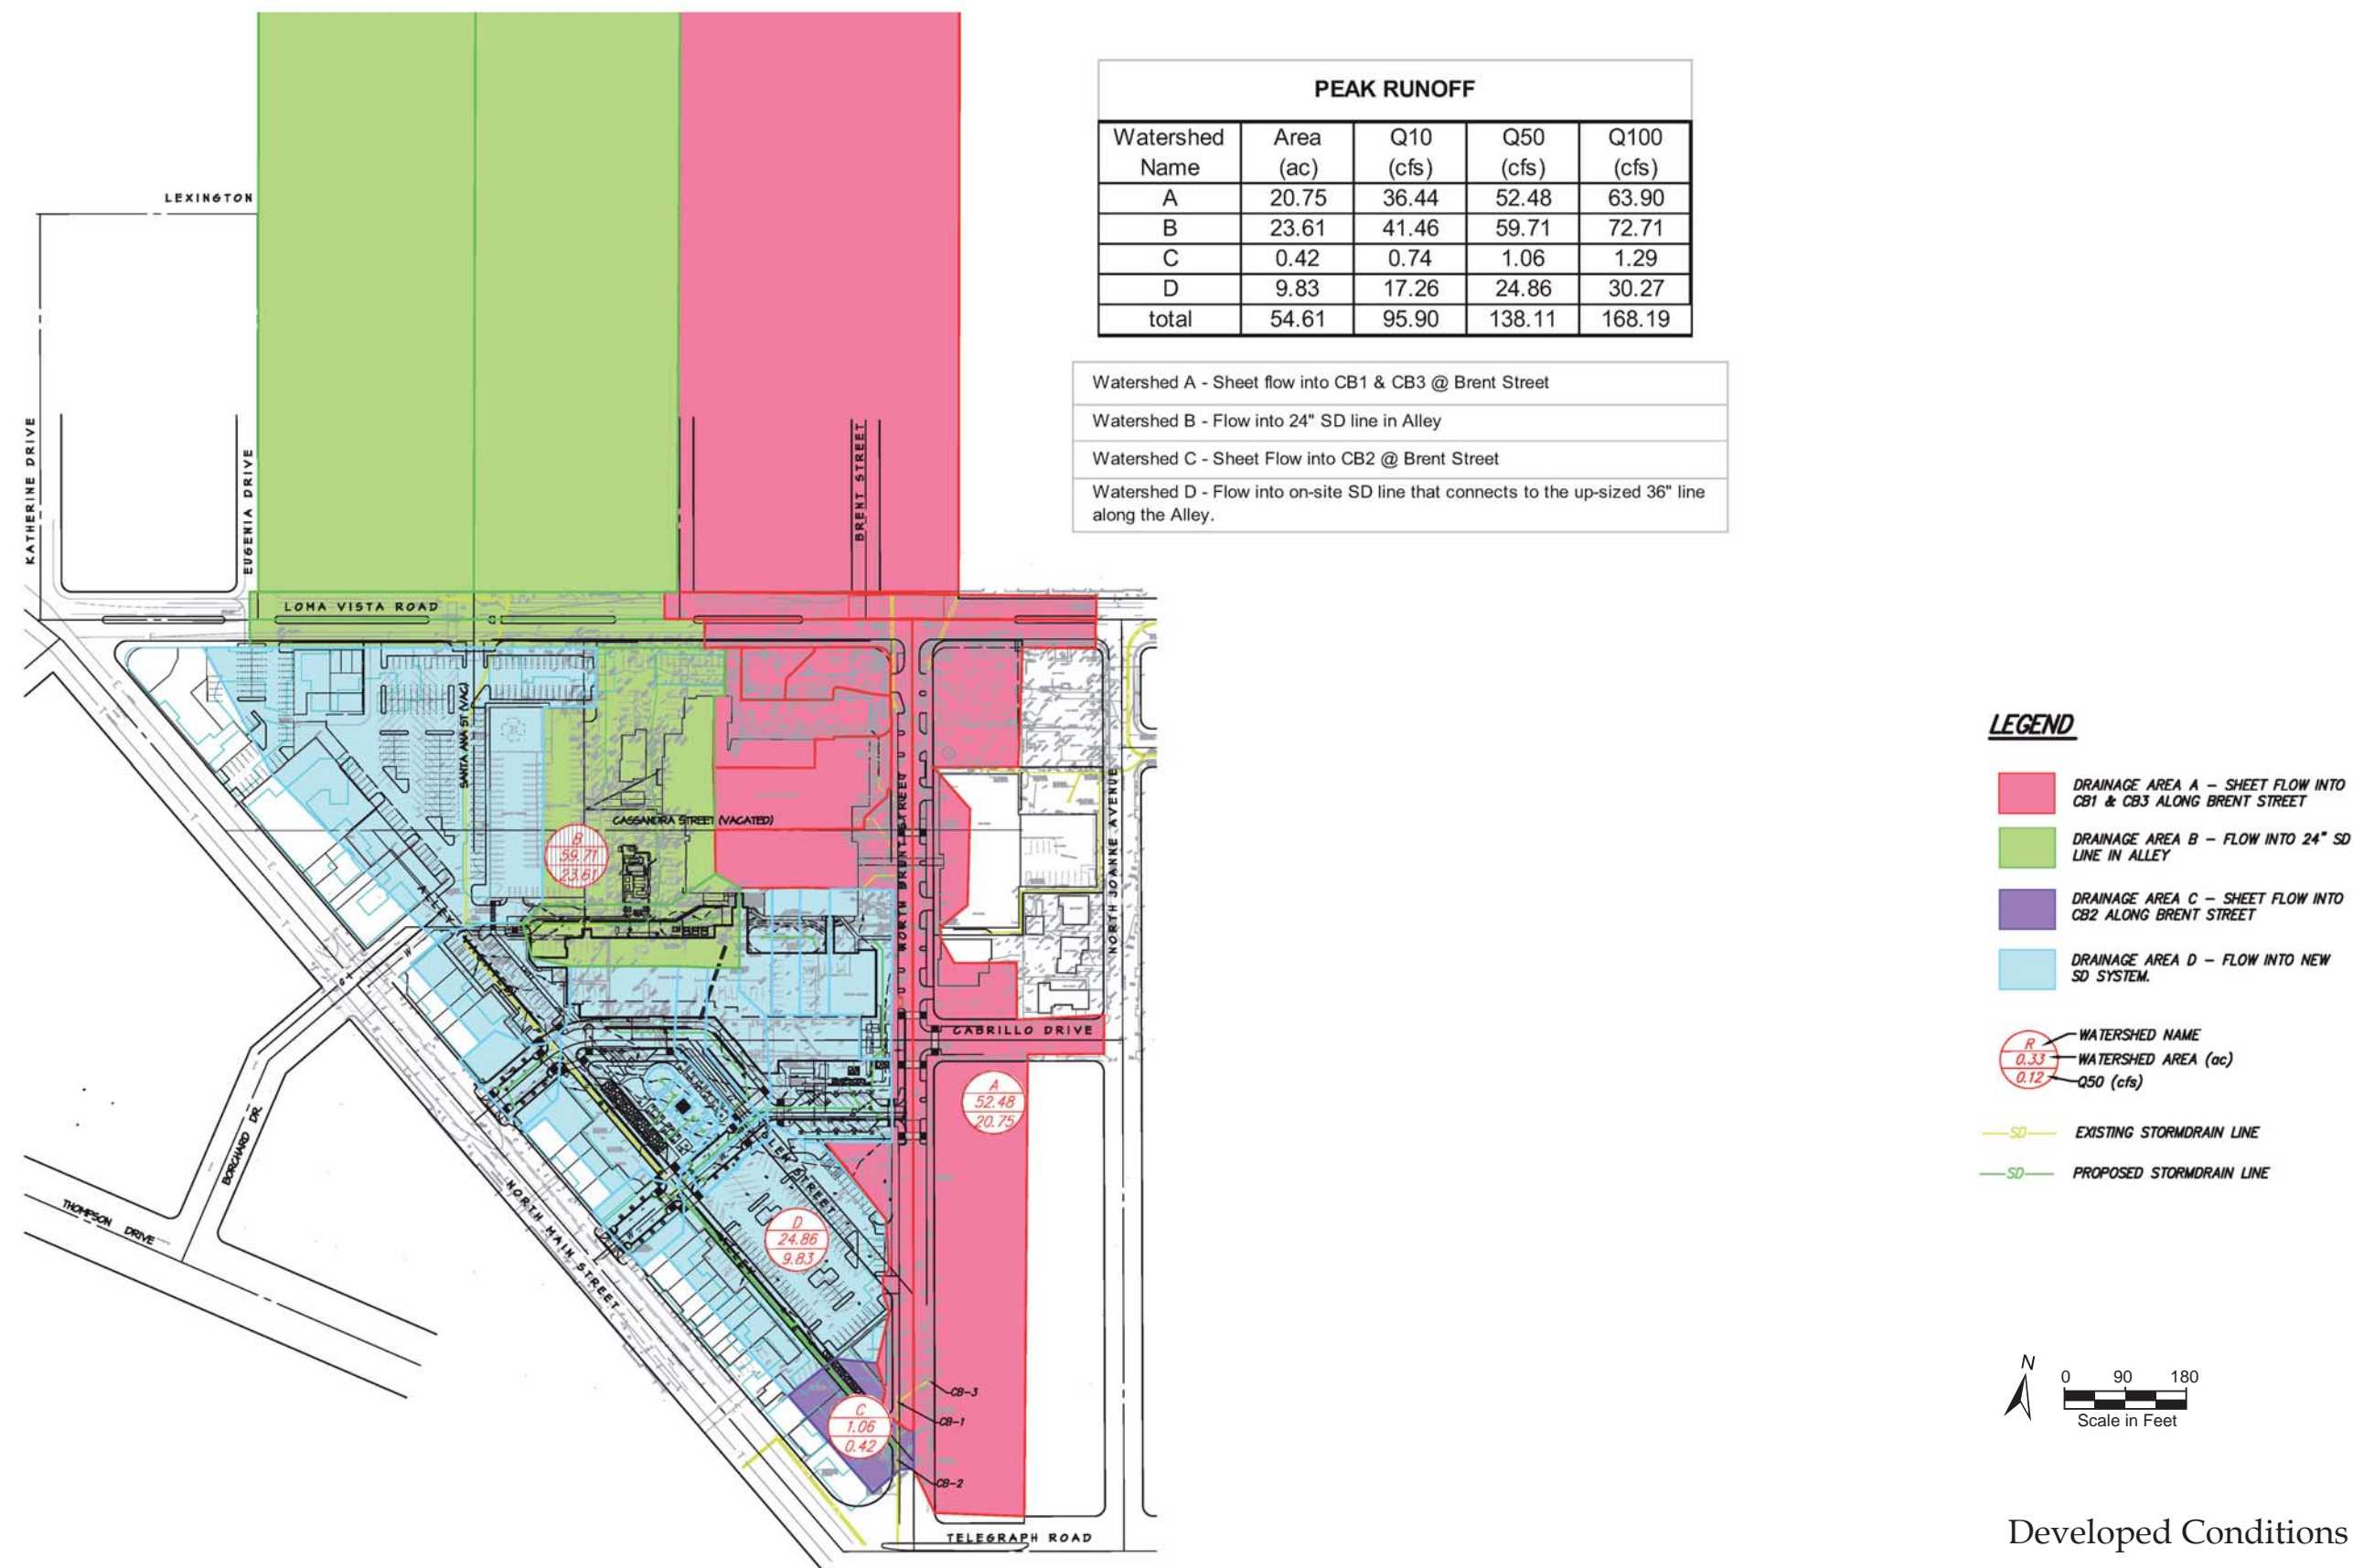 PEAK RUNOFF
Watershed Name Area (ac) Q10 (cfs) Q50 (cfs) Q100 (cfs)
A 20.75 36.44 52.48 63.90
B 23.61 41.46 59.71 72.71
C 0.42 0.74 1.06 1.29
D 9.83 17.26 24.86 30.27
total 54.61 95.90 138.11 168.19
Watershed A - Sheet flow into CB1 & CB3 @ Brent Street
Watershed B - Flow into 24" SD line in Alley
Watershed C - Sheet Flow into CB2 @ Brent Street
Watershed D - Flow into on-site SD line that connects to the up-sized 36" line
along the Alley.
LEXINGTON
KATHERINE DRIVE
EUGENIA DRIVE
BRENT STREET
LOMA VISTA ROAD
SANTA ANA ST (VAC)
CASSANDRA STREET (VACATED)
NORTH BRENT STREET
NORTH JOANNE AVENUE
B
59.71
23.61
ALLEY
CABRILLO DRIVE
A
52.48
20.75
BORCHARD DR.
THOMPSON DRIVE
NORTH MAIN STREET
STREET
ALLEY
D
24.86
9.83
C
1.06
0.42
CB-3
CB-1
CB-2
TELEGRAPH ROAD
LEGEND
DRAINAGE AREA A – SHEET FLOW INTO
CB1 & CB3 ALONG BRENT STREET
DRAINAGE AREA B – FLOW INTO 24" SD
LINE IN ALLEY
DRAINAGE AREA C – SHEET FLOW INTO
CB2 ALONG BRENT STREET
DRAINAGE AREA D – FLOW INTO NEW
SD SYSTEM.
R
0.33
0.12
WATERSHED NAME
WATERSHED AREA (ac)
Q50 (cfs)
SD EXISTING STORMDRAIN LINE
SD PROPOSED STORMDRAIN LINE
N
0 90 180
Scale in Feet
Developed Conditions